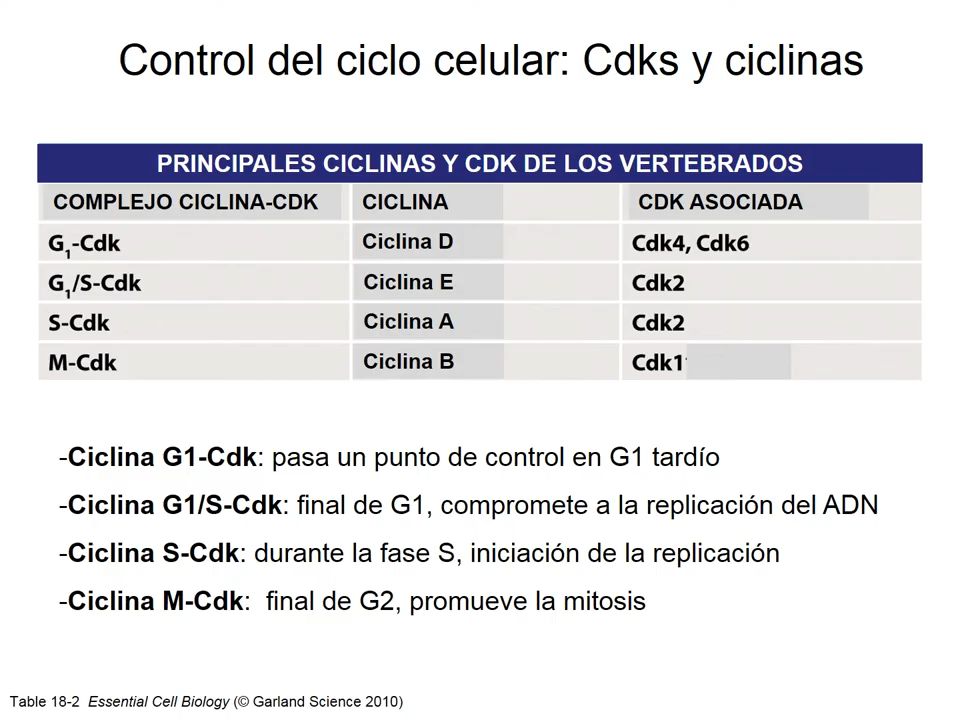 Control del ciclo celular: Cdks y ciclinas
PRINCIPALES CICLINAS Y CDK DE LOS VERTEBRADOS
COMPLEJO CICLINA-CDK CICLINA CDK ASOCIADA
G₁-Cdk Ciclina D Cdk4, Cdk6
G₁/S-Cdk Ciclina E Cdk2
S-Cdk Ciclina A Cdk2
M-Cdk Ciclina B Cdk1
-Ciclina G1-Cdk: pasa un punto de control en G1 tardío
-Ciclina G1/S-Cdk: final de G1, compromete a la replicación del ADN
-Ciclina S-Cdk: durante la fase S, iniciación de la replicación
-Ciclina M-Cdk: final de G2, promueve la mitosis
Table 18-2 Essential Cell Biology (© Garland Science 2010)